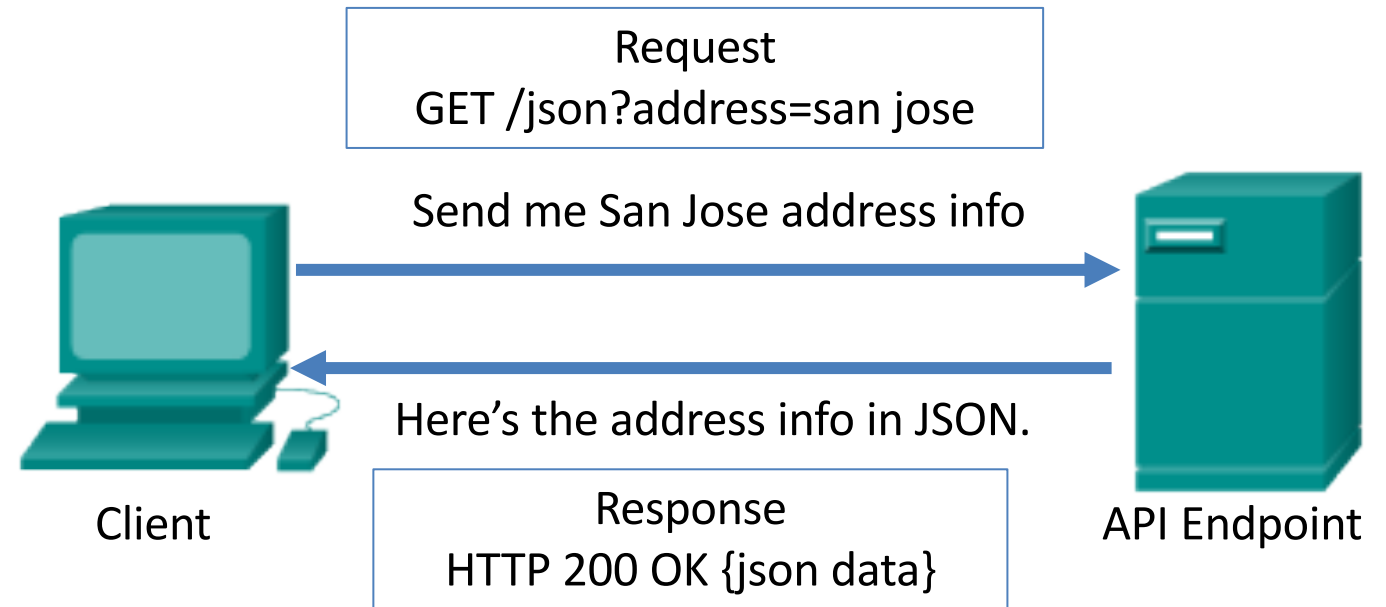 Request
GET /json?address=san jose
Send me San Jose address info
Here’s the address info in JSON.
Client
Response
HTTP 200 OK {json data}
API Endpoint